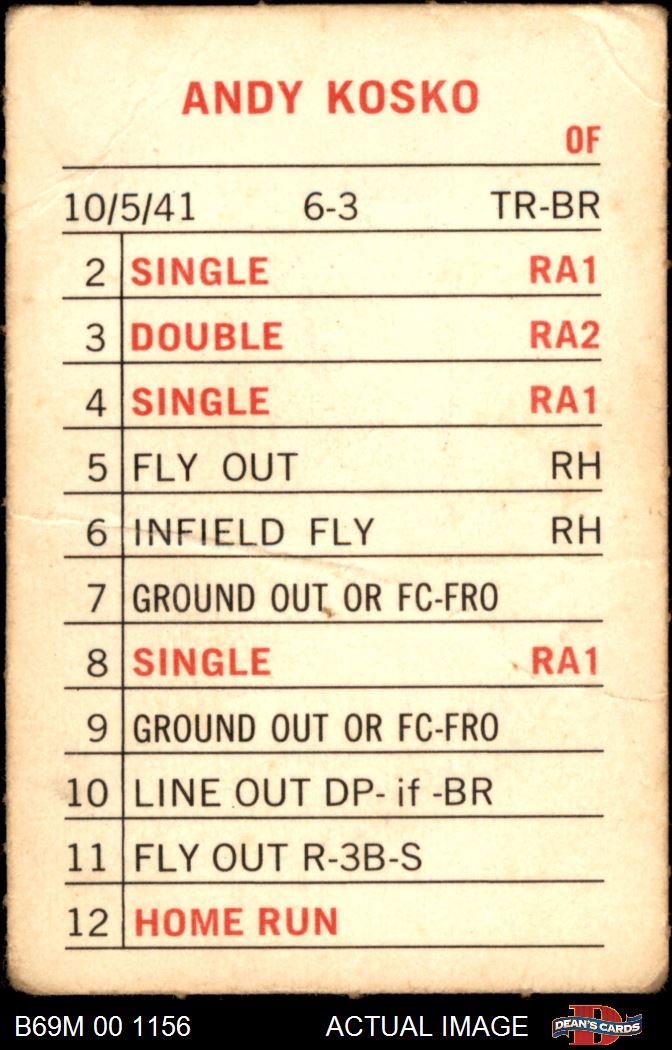 ANDY KOSKO
OF
10/5/41 6-3 TR-BR
2 SINGLE RA1
3 DOUBLE RA2
4 SINGLE RA1
5 FLY OUT RH
6 INFIELD FLY RH
7 GROUND OUT OR FC-FRO
8 SINGLE RA1
9 GROUND OUT OR FC-FRO
10 LINE OUT DP- if -BR
11 FLY OUT R-3B-S
12 HOME RUN
B69M 00 1156 ACTUAL IMAGE DEAN'S CARDS